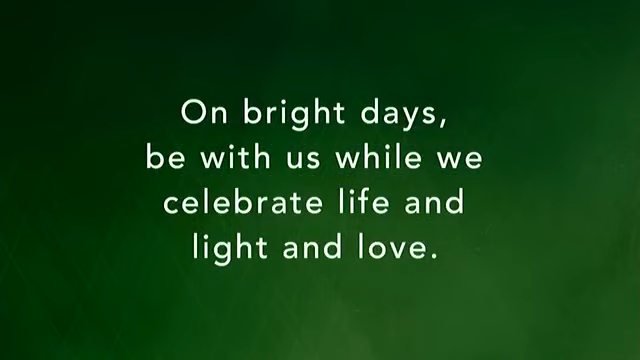 On bright days,
be with us while we
celebrate life and
light and love.